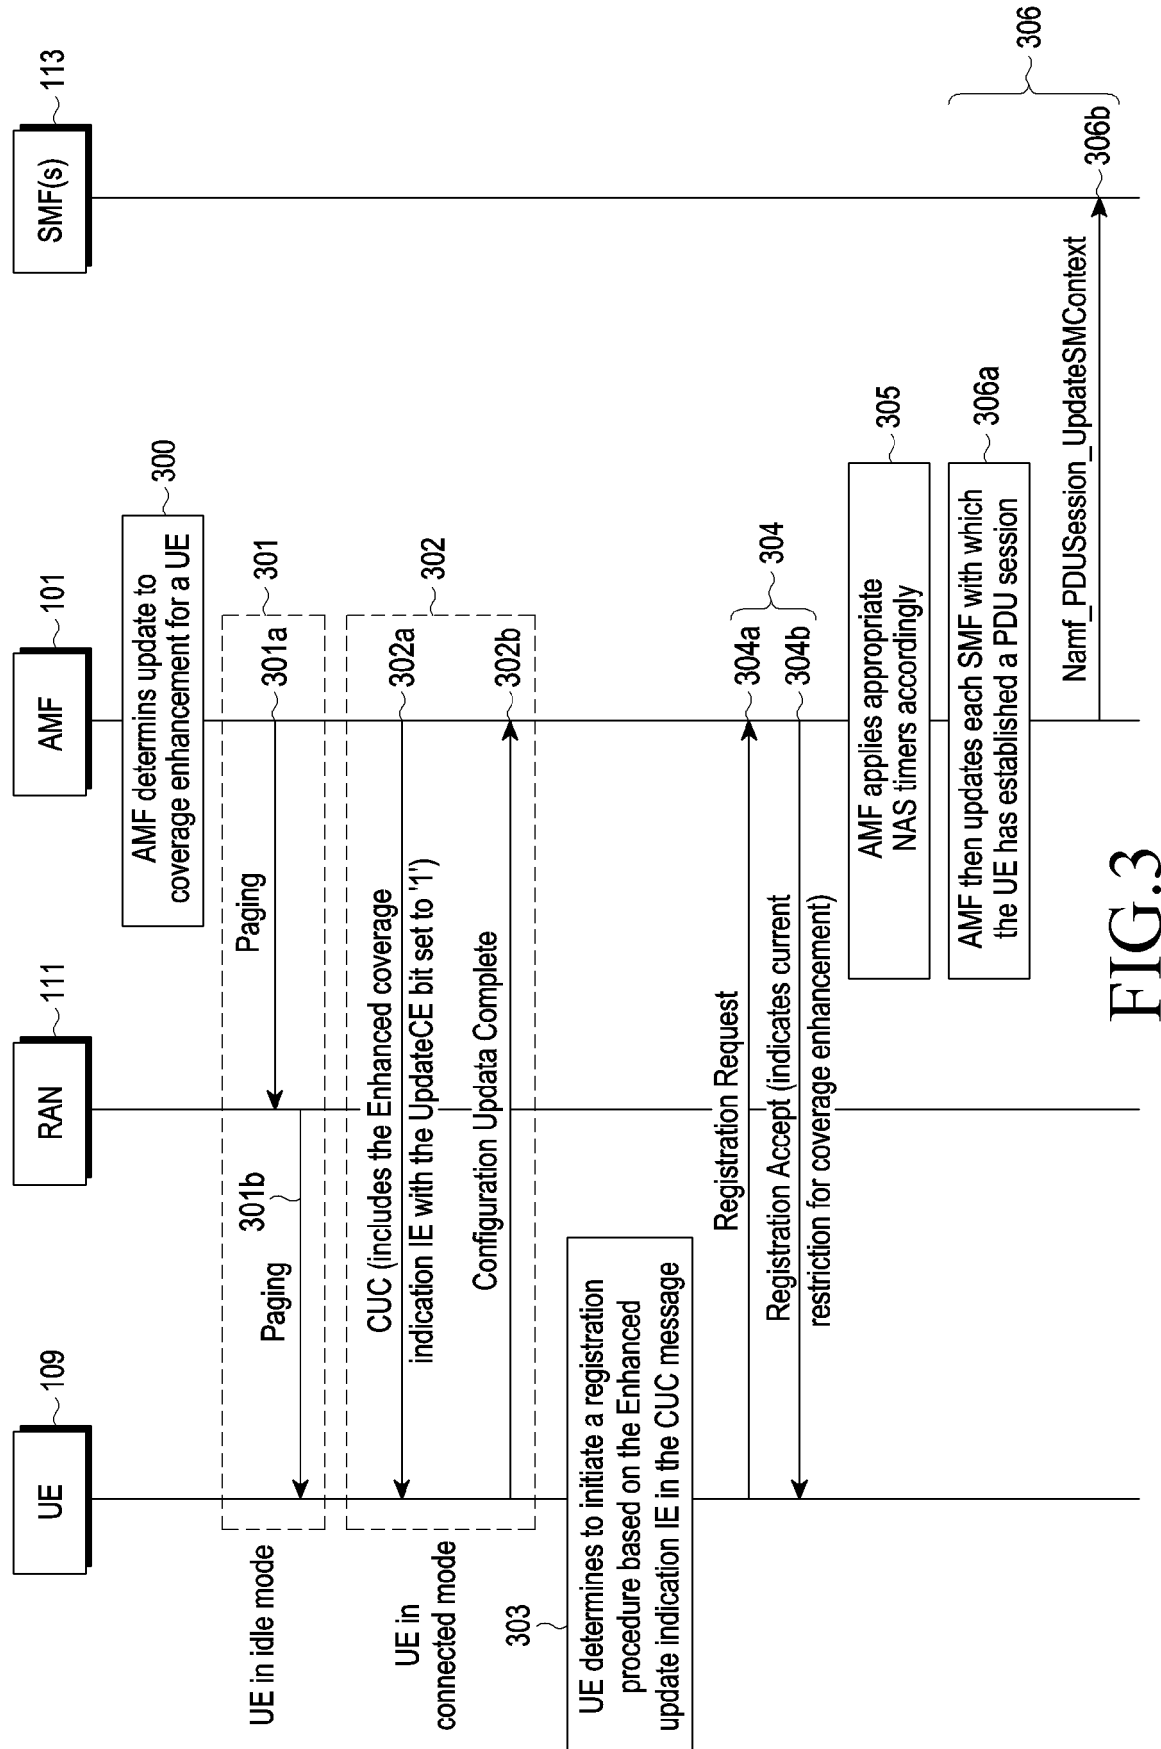 UE
109
RAN
111
AMF
101
SMF(s)
113
AMF determins update to
coverage enhancement for a UE
300
UE in idle mode
301
Paging
301a
301b
Paging
UE in
connected mode
302
CUC (includes the Enhanced coverage
indication IE with the UpdateCE bit set to '1')
302a
Configuration Updata Complete
302b
303
UE determines to initiate a registration
procedure based on the Enhanced
update indication IE in the CUC message
Registration Request
304a
304
Registration Accept (indicates current
restriction for coverage enhancement)
304b
AMF applies appropriate
NAS timers accordingly
305
AMF then updates each SMF with which
the UE has established a PDU session
306a
306
Namf_PDUSession_UpdateSMContext
306b
FIG.3